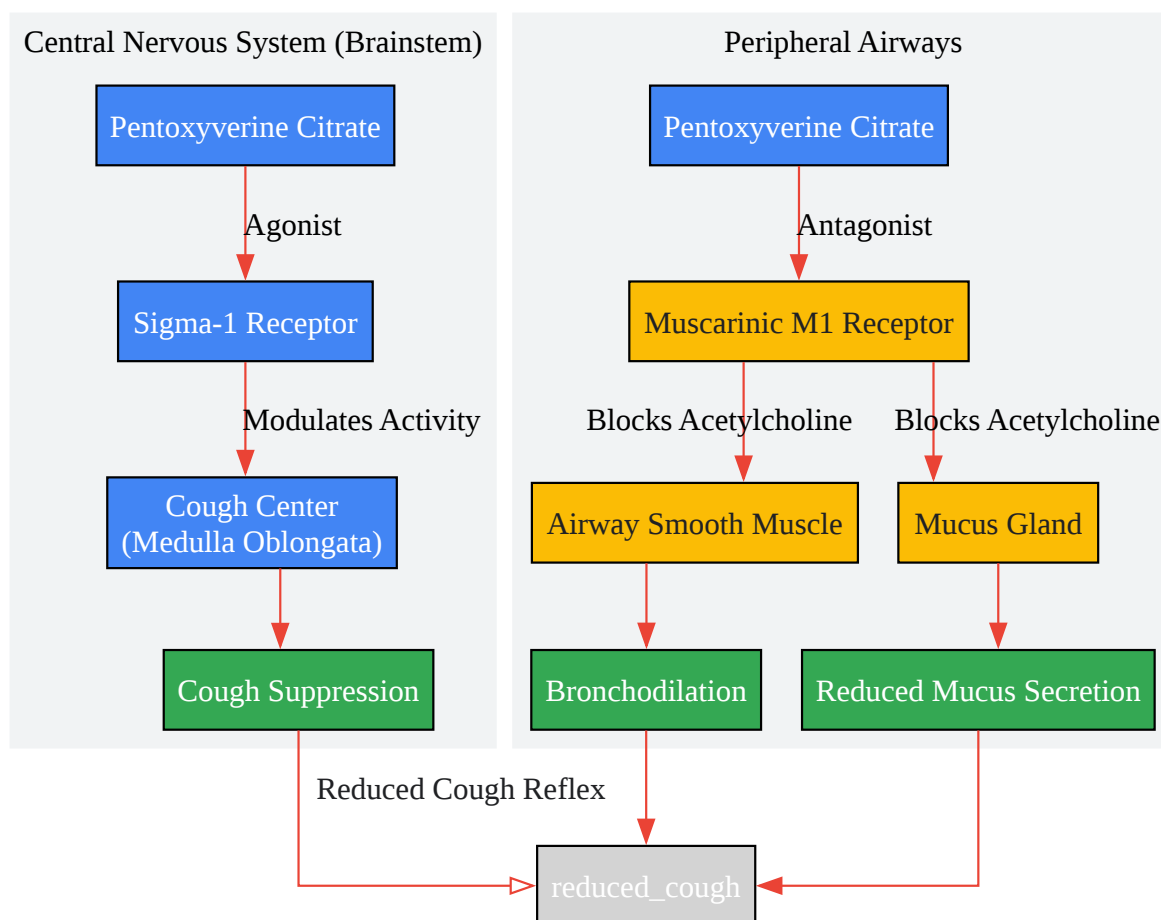 Central Nervous System (Brainstem)
Peripheral Airways
Pentoxyverine Citrate
Pentoxyverine Citrate
Agonist
Antagonist
Sigma-1 Receptor
Muscarinic M1 Receptor
Modulates Activity
Blocks Acetylcholine
Blocks Acetylcholine
Cough Center
(Medulla Oblongata)
Airway Smooth Muscle
Mucus Gland
Cough Suppression
Bronchodilation
Reduced Mucus Secretion
Reduced Cough Reflex
reduced_cough